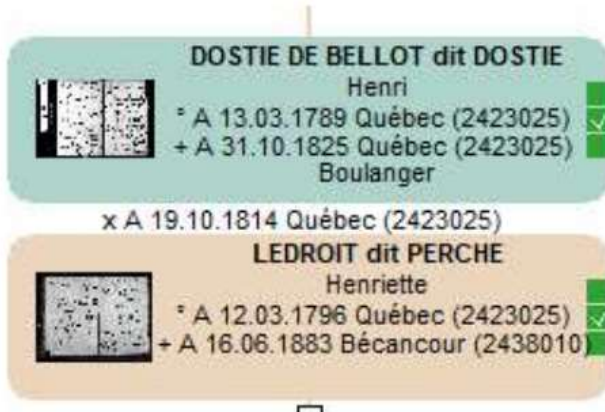 DOSTIE DE BELLOT dit DOSTIE
Henri
° A 13.03.1789 Québec (2423025)
+ A 31.10.1825 Québec (2423025)
Boulanger
x A 19.10.1814 Québec (2423025)
LEDROIT dit PERCHE
Henriette
° A 12.03.1796 Québec (2423025)
+ A 16.06.1883 Bécancour (2438010)